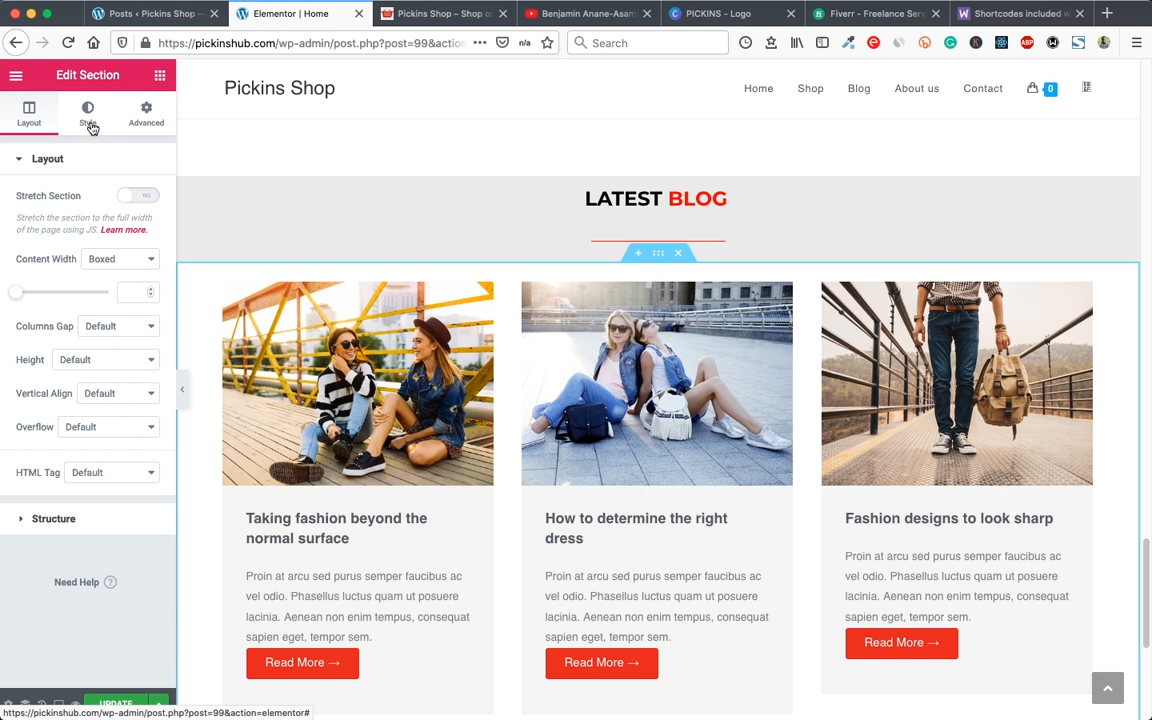 Posts ‹ Pickins Shop —
Elementor | Home
Pickins Shop – Shop on
Benjamin Anane-Asam
PICKINS - Logo
Fiverr - Freelance Serv
Shortcodes included w
https://pickinshub.com/wp-admin/post.php?post=99&action
n/a
Search
ABP
Edit Section
Pickins Shop
Home
Shop
Blog
About us
Contact
0
Layout
Style
Advanced
Layout
Stretch Section
NO
Stretch the section to the full width
of the page using JS. Learn more.
Content Width
Boxed
Columns Gap
Default
Height
Default
Vertical Align
Default
Overflow
Default
HTML Tag
Default
Structure
Need Help
UPDATE
https://pickinshub.com/wp-admin/post.php?post=99&action=elementor#
LATEST BLOG
Taking fashion beyond the
normal surface
Proin at arcu sed purus semper faucibus ac
vel odio. Phasellus luctus quam ut posuere
lacinia. Aenean non enim tempus, consequat
sapien eget, tempor sem.
Read More →
How to determine the right
dress
Proin at arcu sed purus semper faucibus ac
vel odio. Phasellus luctus quam ut posuere
lacinia. Aenean non enim tempus, consequat
sapien eget, tempor sem.
Read More →
Fashion designs to look sharp
Proin at arcu sed purus semper faucibus ac
vel odio. Phasellus luctus quam ut posuere
lacinia. Aenean non enim tempus, consequat
sapien eget, tempor sem.
Read More →